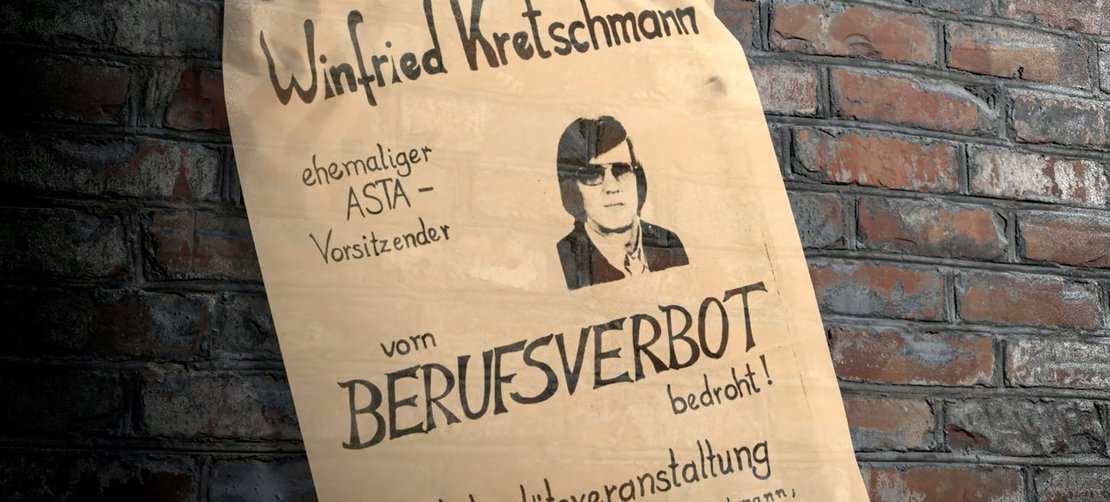 Winfried Kretschmann
ehemaliger
ASTA -
Vorsitzender
vom
BERUFSVERBOT
bedroht!